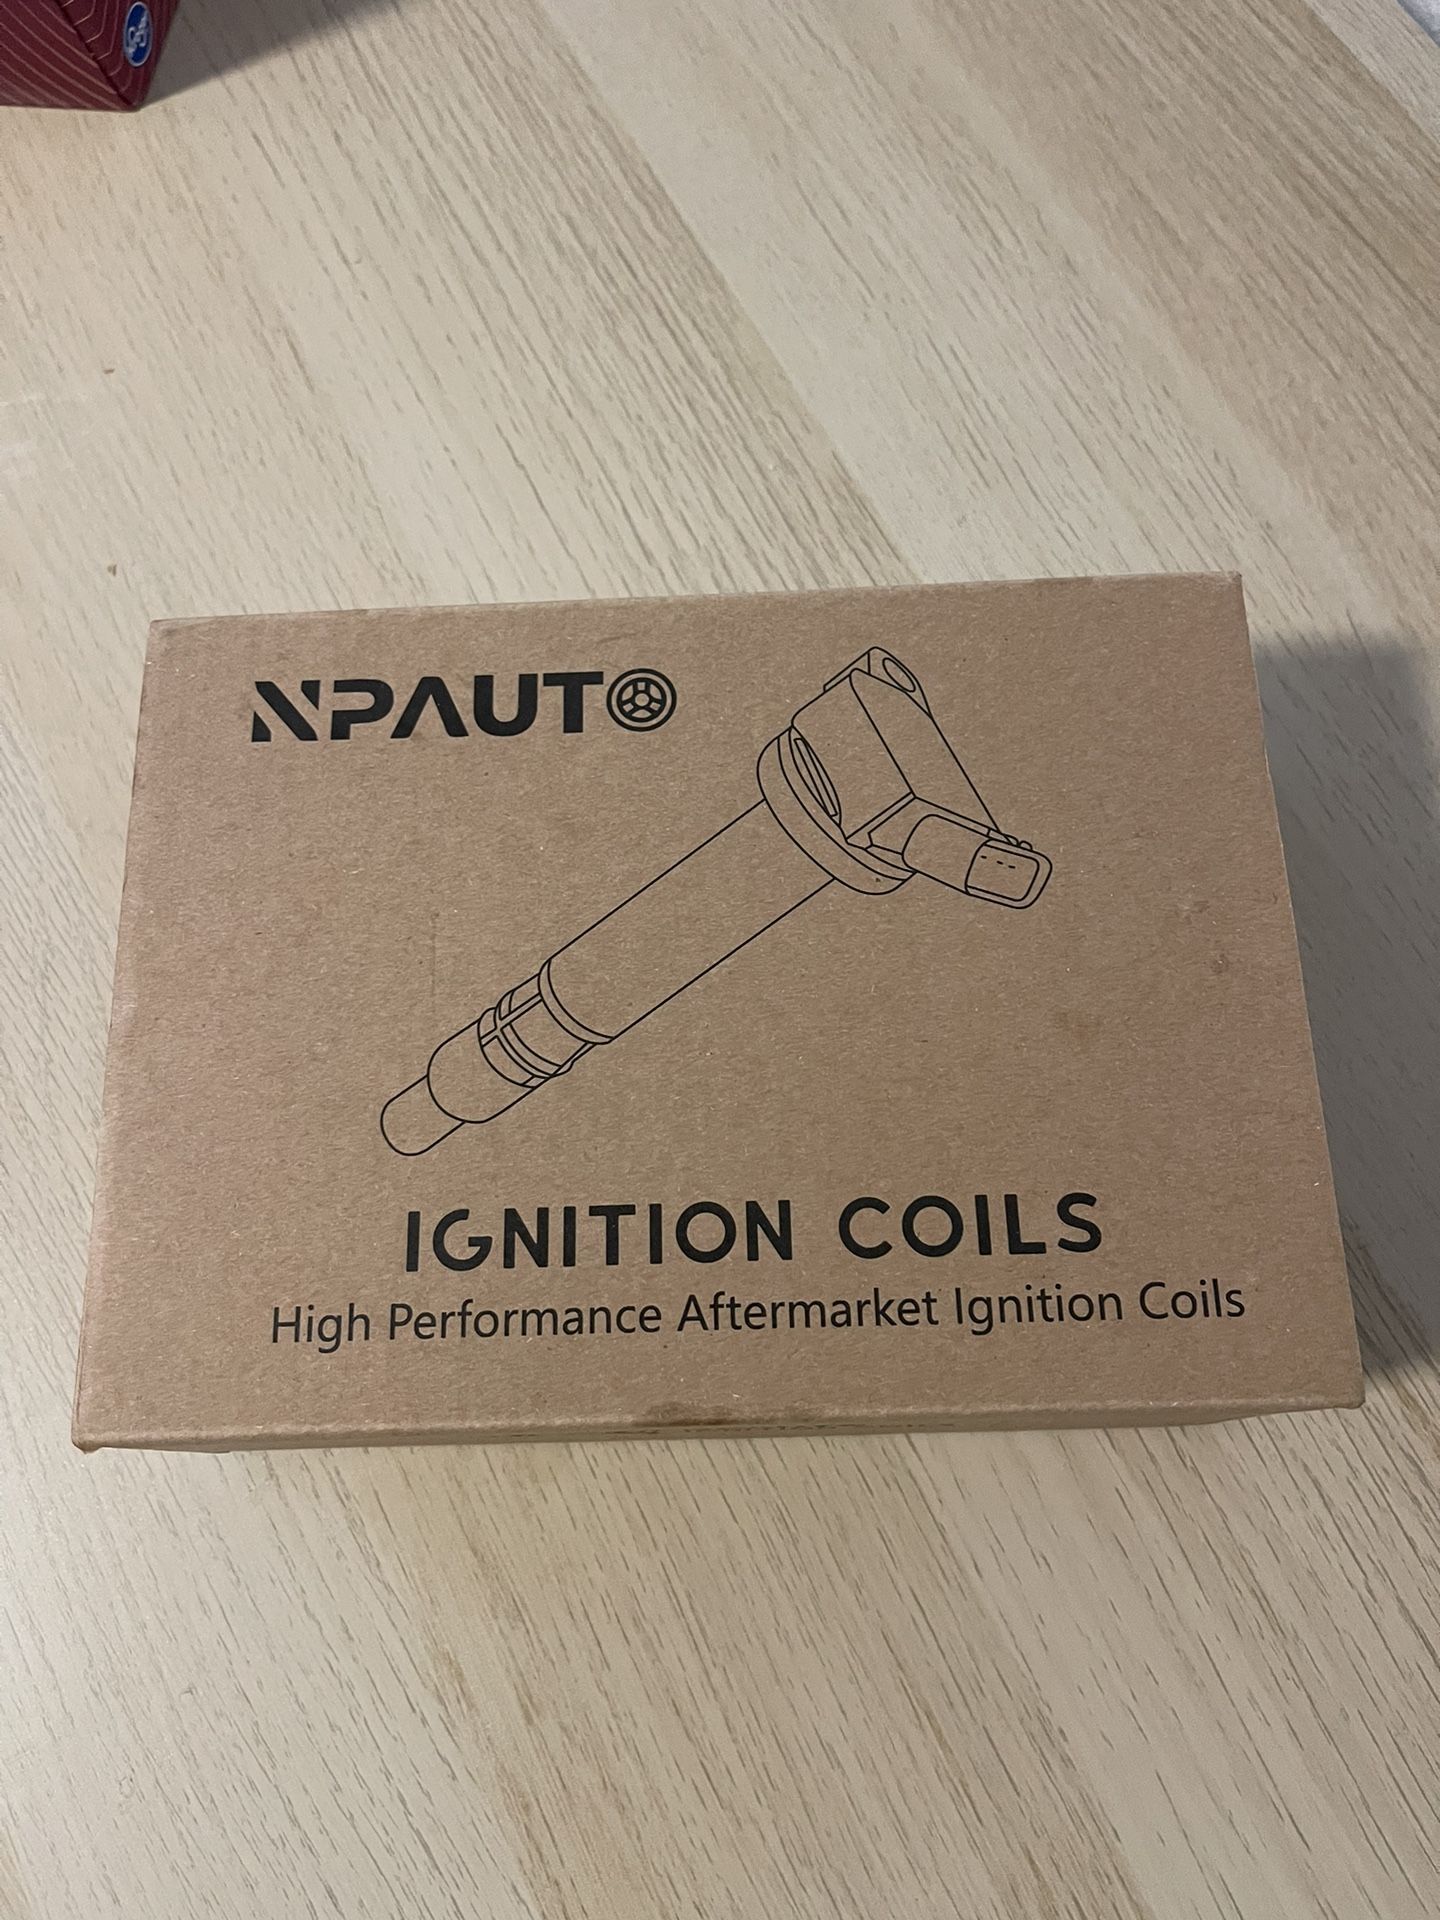 NPAUTO
IGNITION COILS
High Performance Aftermarket Ignition Coils